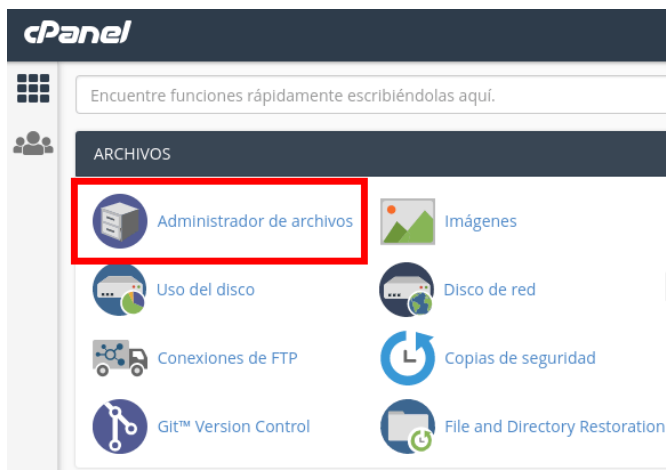 cPanel
Encuentre funciones rápidamente escribiéndolas aquí.
ARCHIVOS
Administrador de archivos
Imágenes
Uso del disco
Disco de red
Conexiones de FTP
Copias de seguridad
Git™ Version Control
File and Directory Restoration